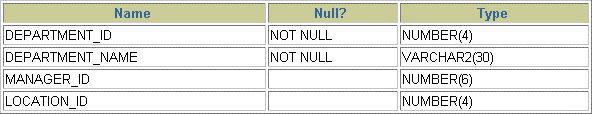 Name Null? Type
DEPARTMENT_ID NOT NULL NUMBER(4)
DEPARTMENT_NAME NOT NULL VARCHAR2(30)
MANAGER_ID NUMBER(6)
LOCATION_ID NUMBER(4)